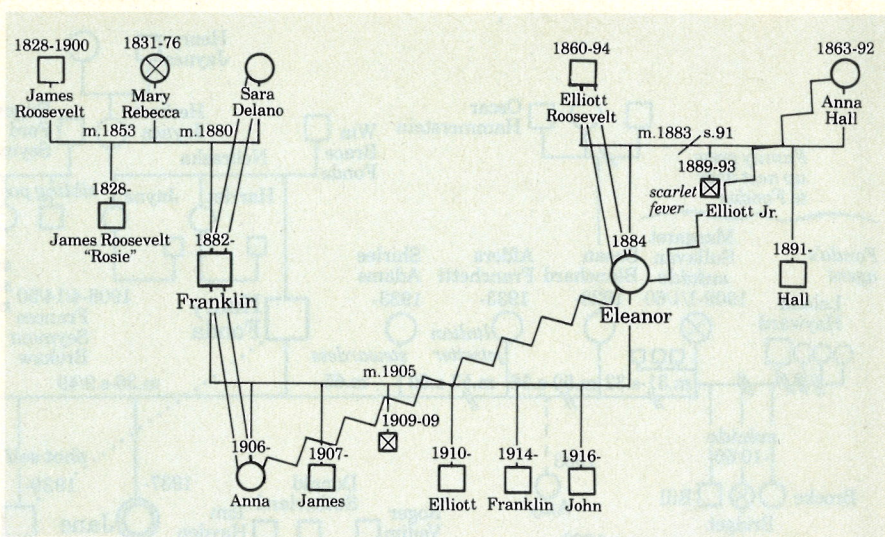 1828-1900
James
Roosevelt
1831-76
Mary
Rebecca
Sara
Delano
1860-94
Elliott
Roosevelt
1863-92
Anna
Hall
m.1853
m.1880
m.1883
s.91
1828-
James Roosevelt
"Rosie"
1889-93
scarlet
fever
Elliott Jr.
1882-
Franklin
1884
Eleanor
1891-
Hall
m.1905
1906-
Anna
1907-
James
1909-09
1910-
Elliott
1914-
Franklin
1916-
John